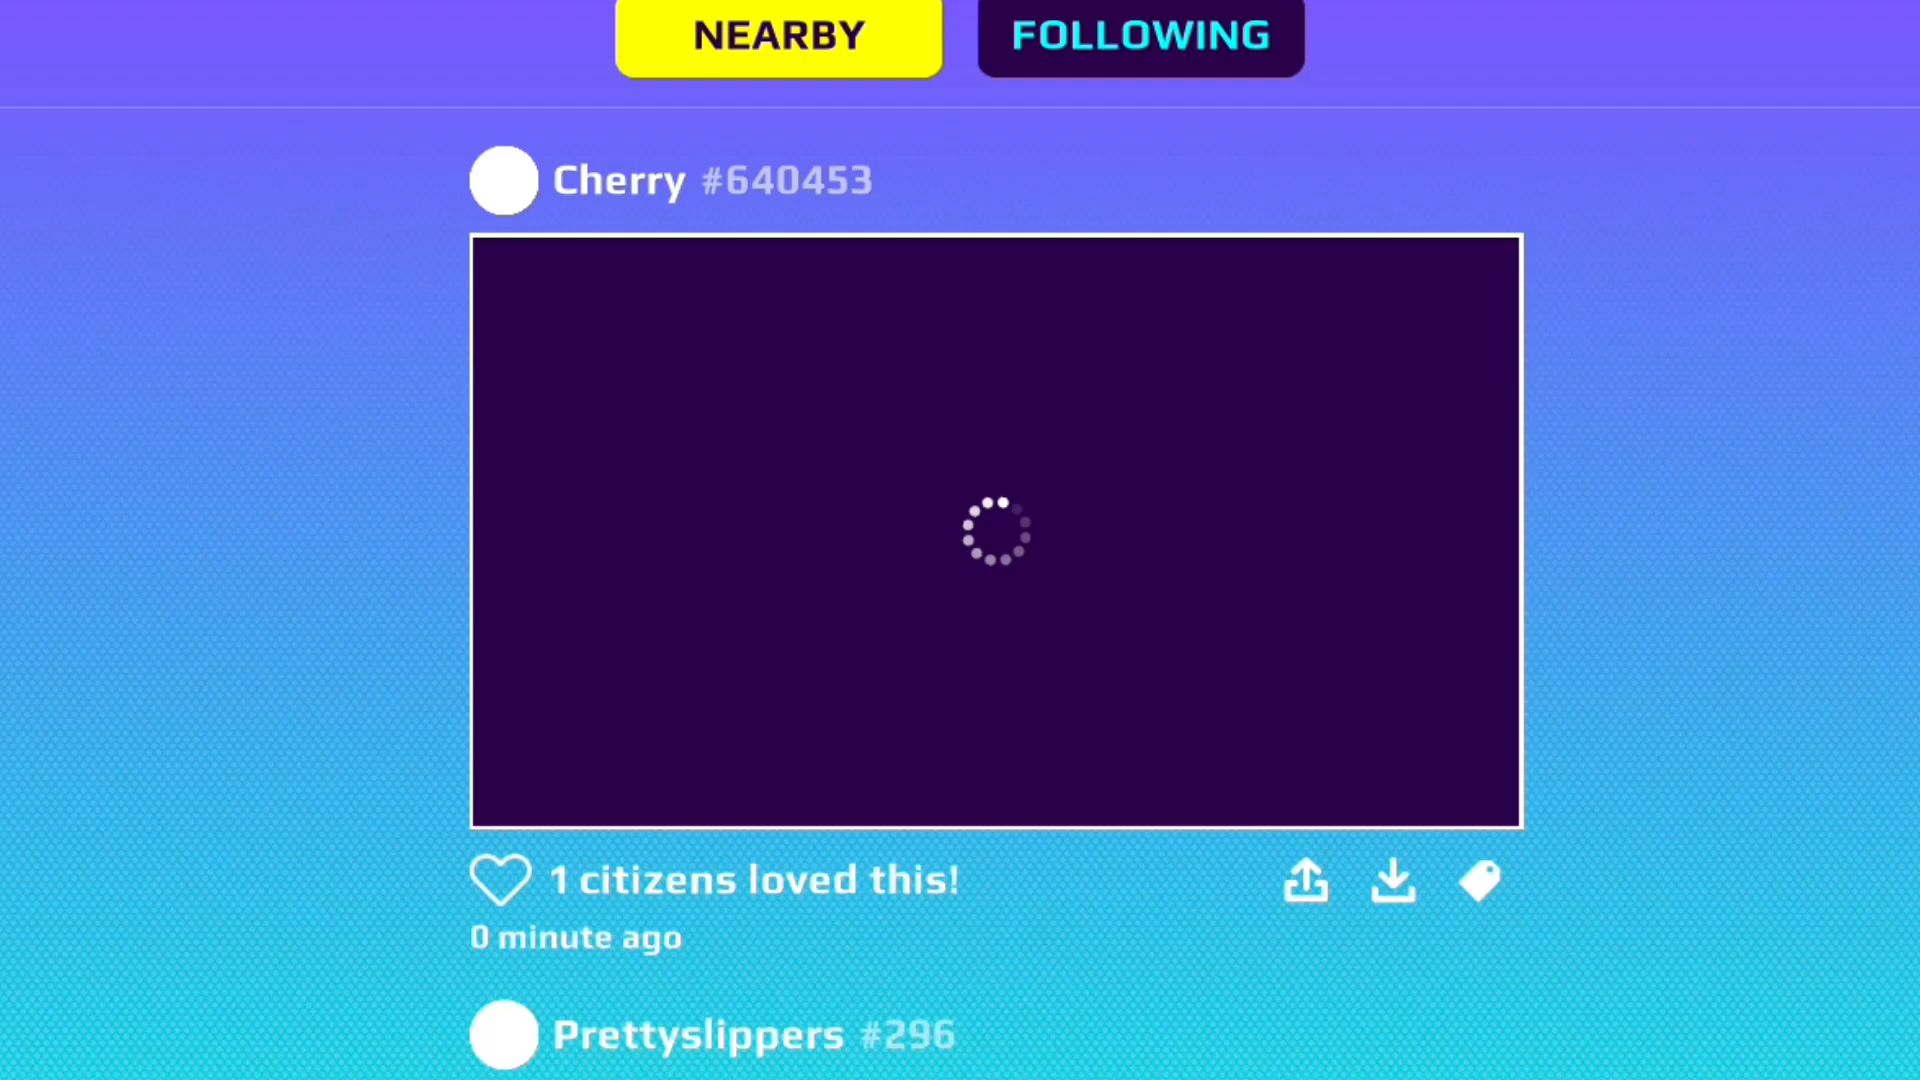 NEARBY
FOLLOWING
Cherry #640453
1 citizens loved this!
0 minute ago
Prettyslippers #296